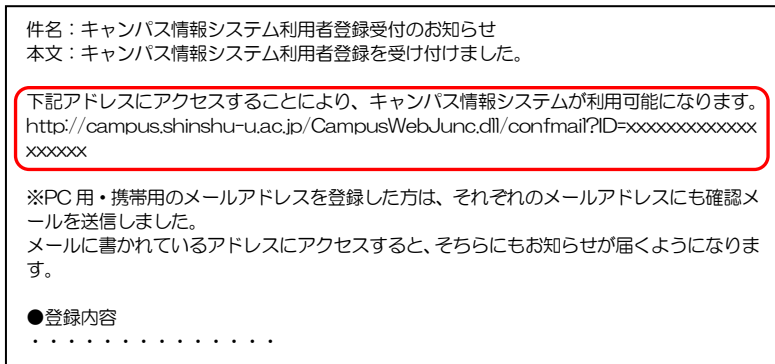 件名：キャンパス情報システム利用者登録受付のお知らせ
本文：キャンパス情報システム利用者登録を受け付けました。
下記アドレスにアクセスすることにより、キャンパス情報システムが利用可能になります。
http://campus.shinshu-u.ac.jp/CampusWebJunc.dll/confmail?ID=xxxxxxxxxxxxx
xxxxxx
※PC 用・携帯用のメールアドレスを登録した方は、それぞれのメールアドレスにも確認メ
ールを送信しました。
メールに書かれているアドレスにアクセスすると、そちらにもお知らせが届くようになりま
す。
●登録内容
・・・・・・・・・・・・・・